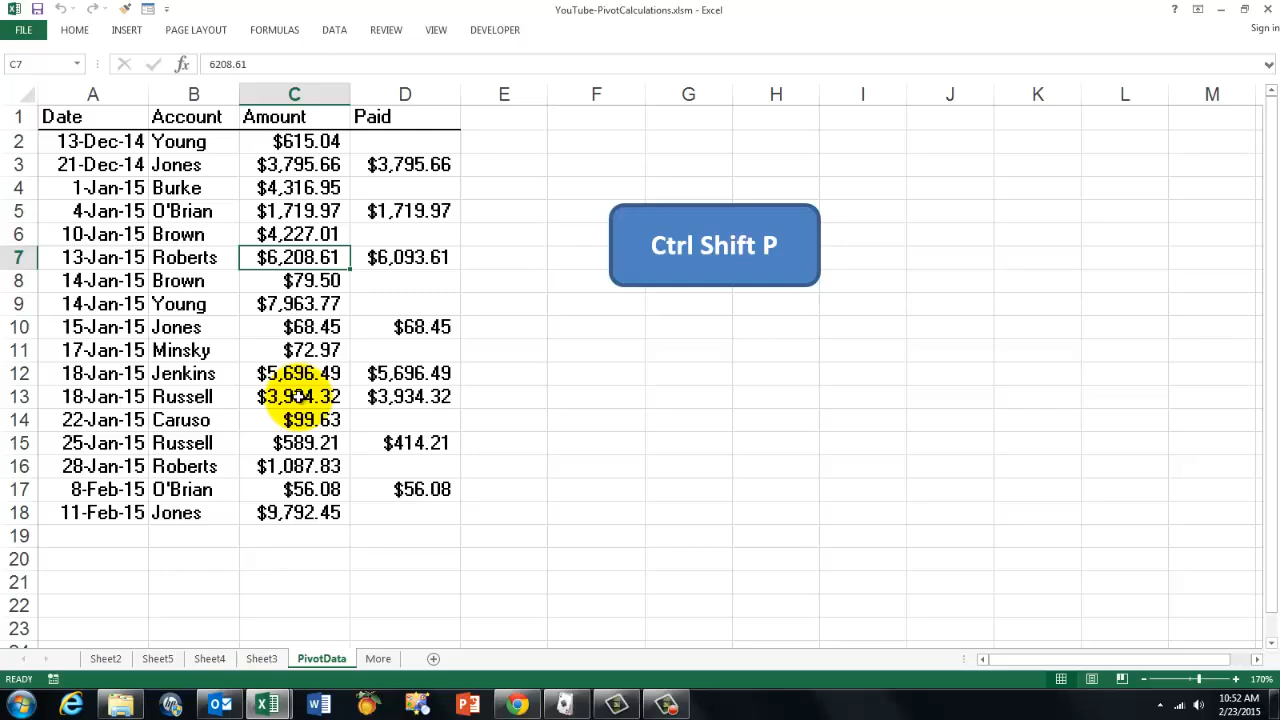 YouTube-PivotCalculations.xlsm - Excel
FILE HOME INSERT PAGE LAYOUT FORMULAS DATA REVIEW VIEW DEVELOPER Sign in
C7 fx 6208.61
A B C D E F G H I J K L M
1 Date Account Amount Paid
2 13-Dec-14 Young $615.04
3 21-Dec-14 Jones $3,795.66 $3,795.66
4 1-Jan-15 Burke $4,316.95
5 4-Jan-15 O'Brian $1,719.97 $1,719.97
6 10-Jan-15 Brown $4,227.01
7 13-Jan-15 Roberts $6,208.61 $6,093.61
8 14-Jan-15 Brown $79.50
9 14-Jan-15 Young $7,963.77
10 15-Jan-15 Jones $68.45 $68.45
11 17-Jan-15 Minsky $72.97
12 18-Jan-15 Jenkins $5,696.49 $5,696.49
13 18-Jan-15 Russell $3,934.32 $3,934.32
14 22-Jan-15 Caruso $99.63
15 25-Jan-15 Russell $589.21 $414.21
16 28-Jan-15 Roberts $1,087.83
17 8-Feb-15 O'Brian $56.08 $56.08
18 11-Feb-15 Jones $9,792.45
19
20
21
22
23
Ctrl Shift P
Sheet2 Sheet5 Sheet4 Sheet3 PivotData More
READY 170%
10:52 AM
2/23/2015